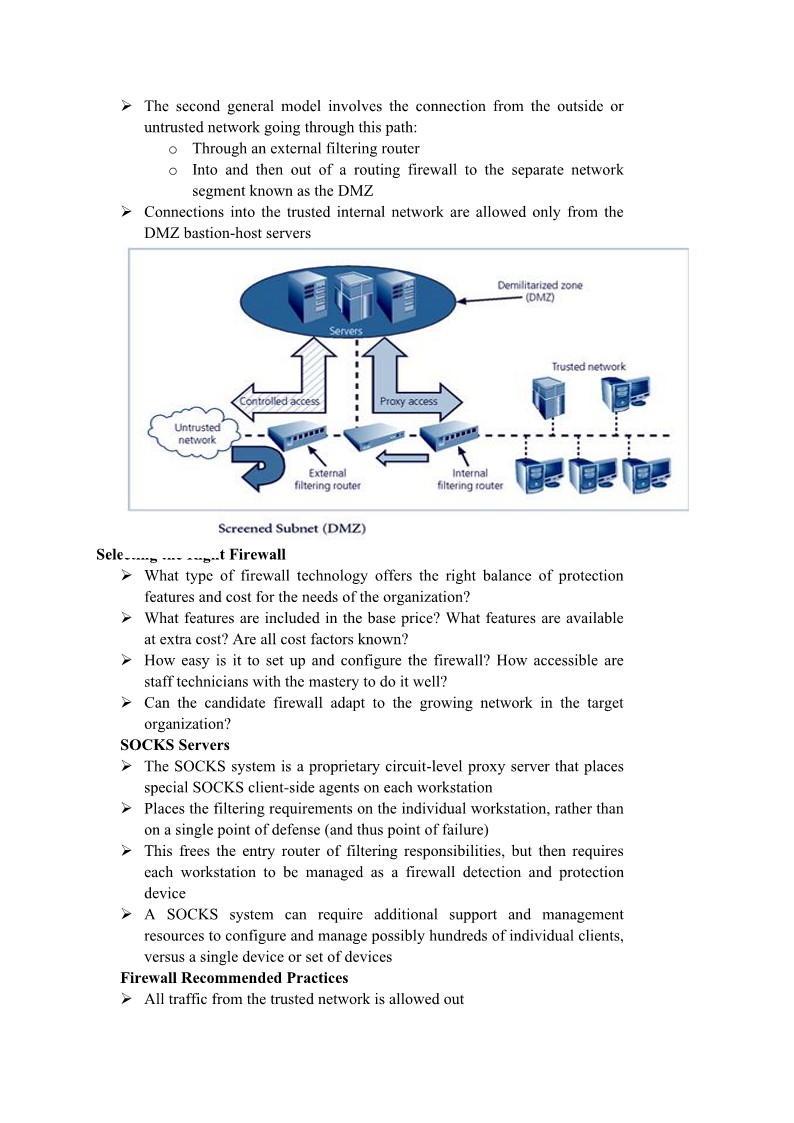 ➢ The second general model involves the connection from the outside or
untrusted network going through this path:
o Through an external filtering router
o Into and then out of a routing firewall to the separate network
segment known as the DMZ
➢ Connections into the trusted internal network are allowed only from the
DMZ bastion-host servers
Demilitarized zone
(DMZ)
Servers
Trusted network
Controlled access
Proxy access
Untrusted
network
External
filtering router
Internal
filtering router
Screened Subnet (DMZ)
Selecting the Right Firewall
➢ What type of firewall technology offers the right balance of protection
features and cost for the needs of the organization?
➢ What features are included in the base price? What features are available
at extra cost? Are all cost factors known?
➢ How easy is it to set up and configure the firewall? How accessible are
staff technicians with the mastery to do it well?
➢ Can the candidate firewall adapt to the growing network in the target
organization?
SOCKS Servers
➢ The SOCKS system is a proprietary circuit-level proxy server that places
special SOCKS client-side agents on each workstation
➢ Places the filtering requirements on the individual workstation, rather than
on a single point of defense (and thus point of failure)
➢ This frees the entry router of filtering responsibilities, but then requires
each workstation to be managed as a firewall detection and protection
device
➢ A SOCKS system can require additional support and management
resources to configure and manage possibly hundreds of individual clients,
versus a single device or set of devices
Firewall Recommended Practices
➢ All traffic from the trusted network is allowed out